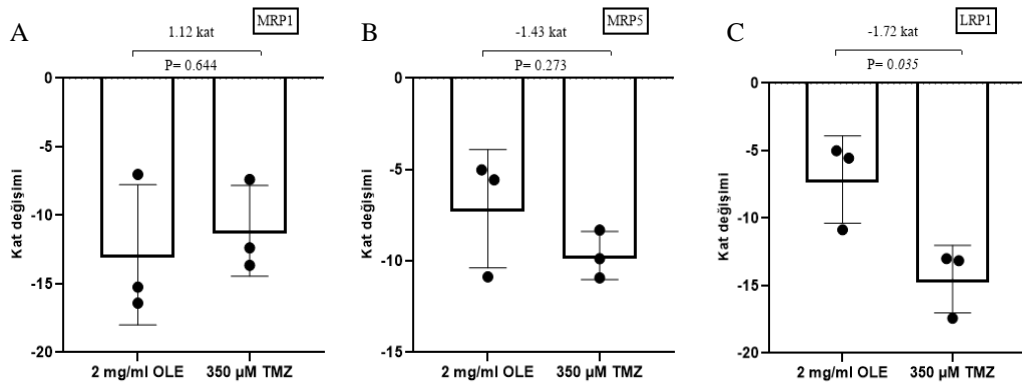 A
MRP1
1.12 kat
P= 0.644
0
-5
-10
-15
-20
Kat değişimi
2 mg/ml OLE
350 µM TMZ
B
MRP5
-1.43 kat
P= 0.273
0
-5
-10
-15
Kat değişimi
2 mg/ml OLE
350 µM TMZ
C
LRP1
-1.72 kat
P= 0.035
0
-5
-10
-15
-20
Kat değişimi
2 mg/ml OLE
350 µM TMZ